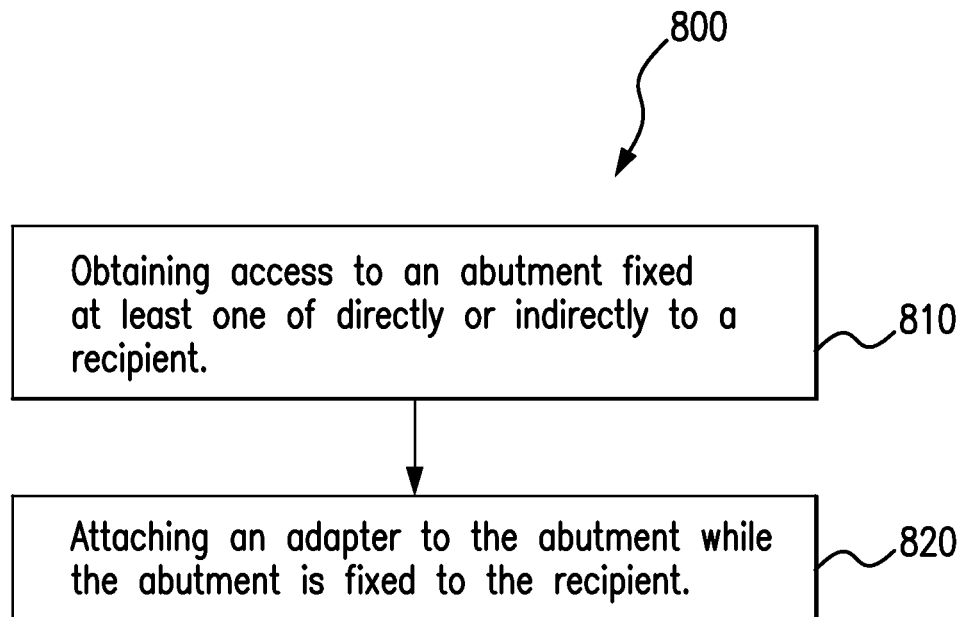 800
Obtaining access to an abutment fixed
at least one of directly or indirectly to a
recipient.
810
Attaching an adapter to the abutment while
the abutment is fixed to the recipient.
820